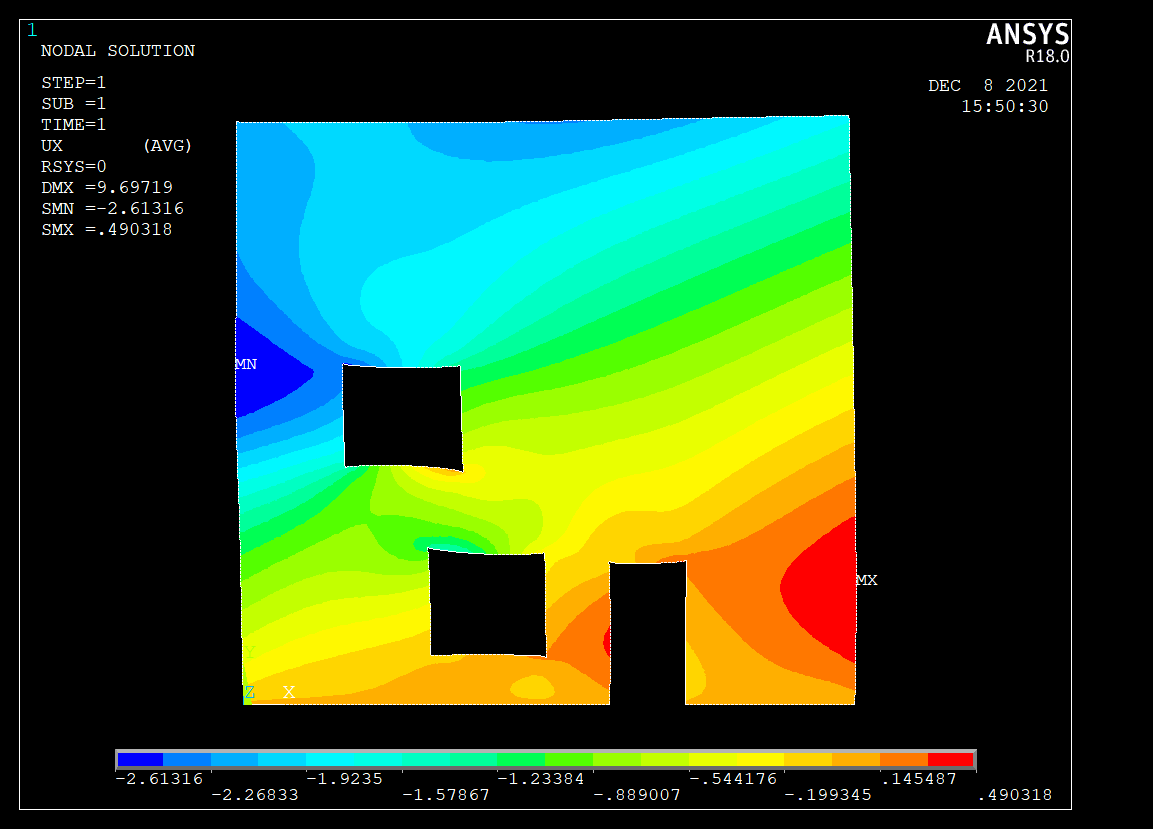 1
ANSYS
R18.0
NODAL SOLUTION
STEP=1
SUB =1
TIME=1
UX (AVG)
RSYS=0
DMX =9.69719
SMN =-2.61316
SMX =.490318
DEC 8 2021
15:50:30
MN
MX
Y
Z X
-2.61316 -1.9235 -1.23384 -.544176 .145487
-2.26833 -1.57867 -.889007 -.199345 .490318